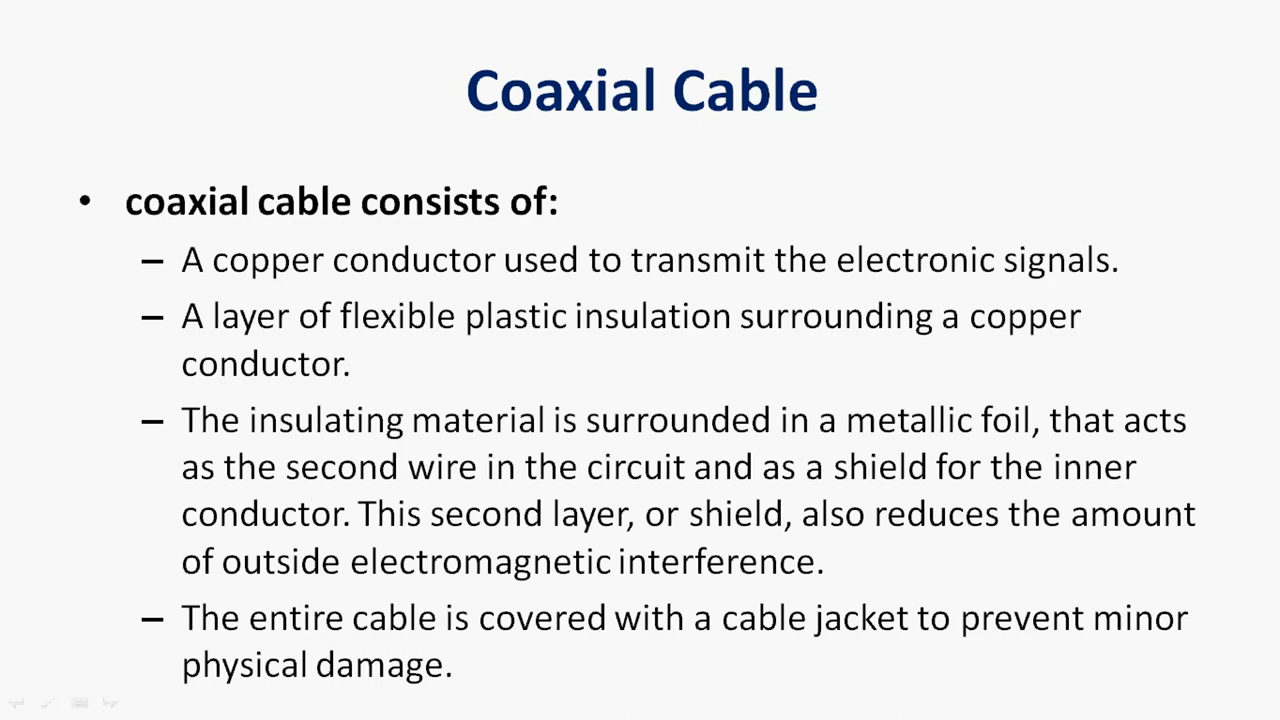 Coaxial Cable
• coaxial cable consists of:
– A copper conductor used to transmit the electronic signals.
– A layer of flexible plastic insulation surrounding a copper
conductor.
– The insulating material is surrounded in a metallic foil, that acts
as the second wire in the circuit and as a shield for the inner
conductor. This second layer, or shield, also reduces the amount
of outside electromagnetic interference.
– The entire cable is covered with a cable jacket to prevent minor
physical damage.